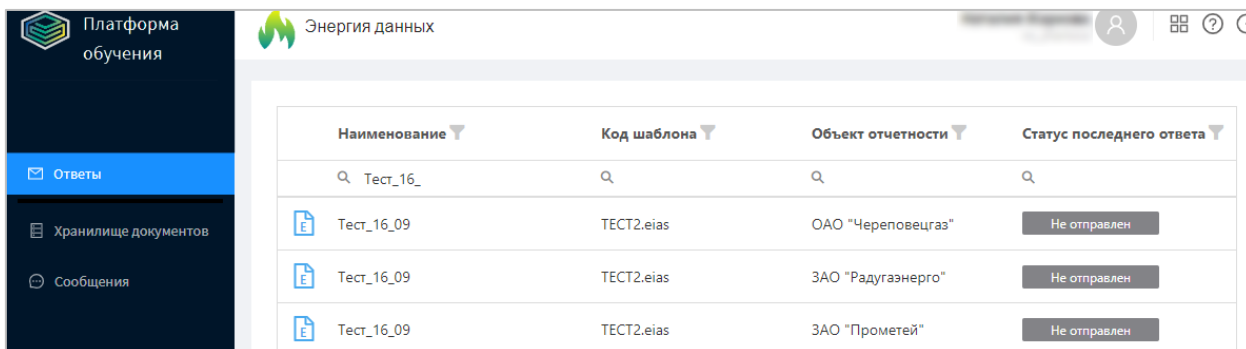 Платформа
обучения
Энергия данных
Наименование Код шаблона Объект отчетности Статус последнего ответа
Ответы
Тест_16_
Тест_16_09 ТЕСТ2.eias ОАО "Череповецгаз" Не отправлен
Хранилище документов
Тест_16_09 ТЕСТ2.eias ЗАО "Радугаэнерго" Не отправлен
Сообщения
Тест_16_09 ТЕСТ2.eias ЗАО "Прометей" Не отправлен